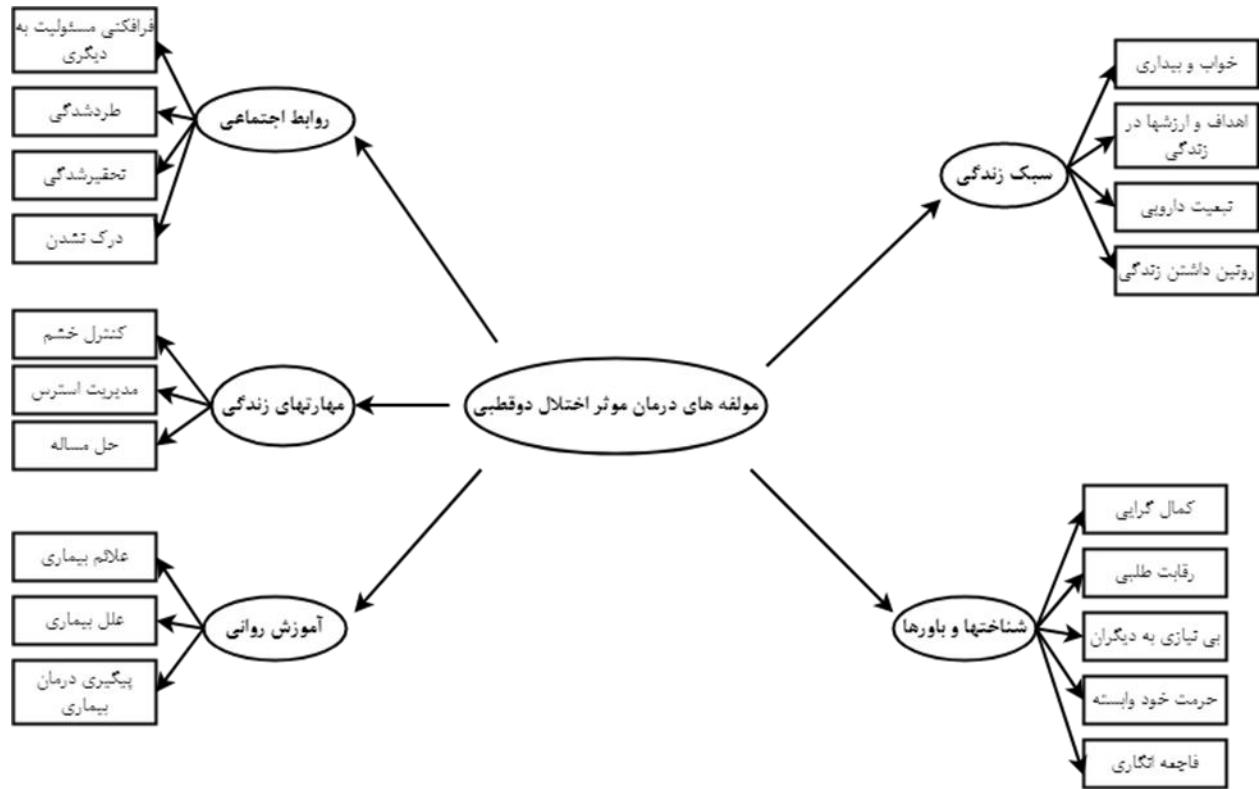 مولفه های درمان موثر اختلال دوقطبی
سبک زندگی
خواب و بیداری
اهداف و ارزشها در
زندگی
تبعیت دارویی
روتین داشتن زندگی
شناختها و باورها
کمال گرایی
رقابت طلبی
بی نیازی به دیگران
حرمت خود وابسته
فاجعه انگاری
روابط اجتماعی
فرافکنی مسئولیت به
دیگری
طردشدگی
تحقیرشدگی
درک نشدن
مهارتهای زندگی
کنترل خشم
مدیریت استرس
حل مساله
آموزش روانی
علائم بیماری
علل بیماری
پیگیری درمان
بیماری